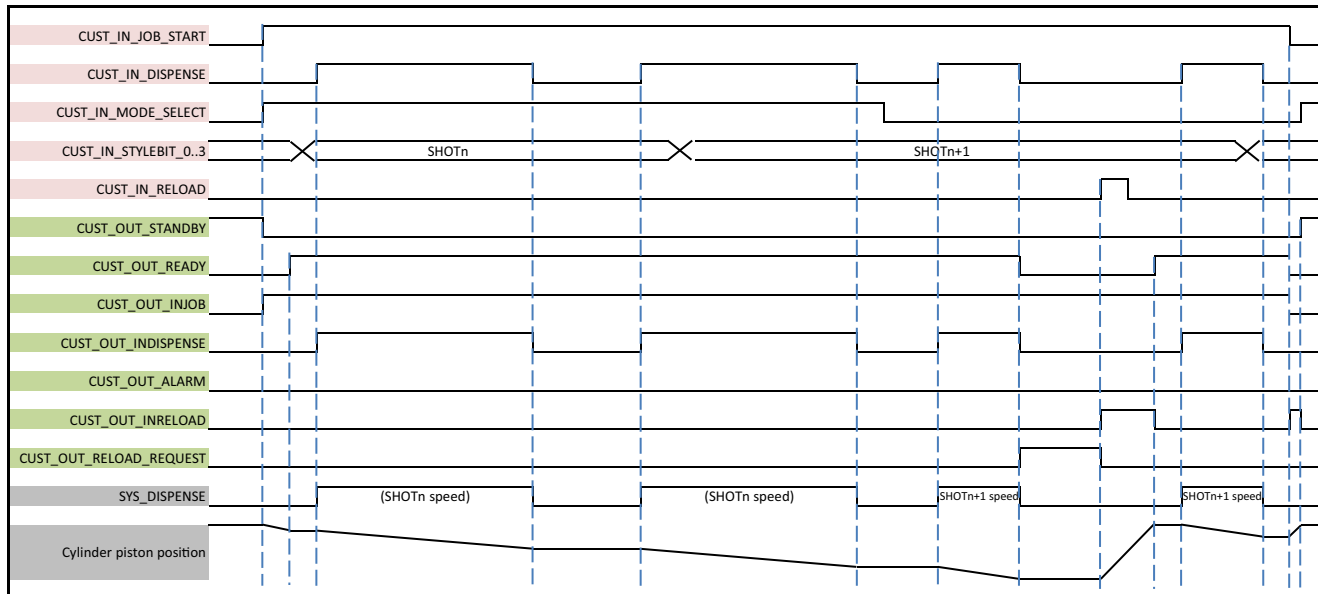 CUST_IN_JOB_START
CUST_IN_DISPENSE
CUST_IN_MODE_SELECT
CUST_IN_STYLEBIT_0..3
SHOTn
SHOTn+1
CUST_IN_RELOAD
CUST_OUT_STANDBY
CUST_OUT_READY
CUST_OUT_INJOB
CUST_OUT_INDISPENSE
CUST_OUT_ALARM
CUST_OUT_INRELOAD
CUST_OUT_RELOAD_REQUEST
SYS_DISPENSE
(SHOTn speed)
(SHOTn speed)
SHOTn+1 speed
SHOTn+1 speed
Cylinder piston position